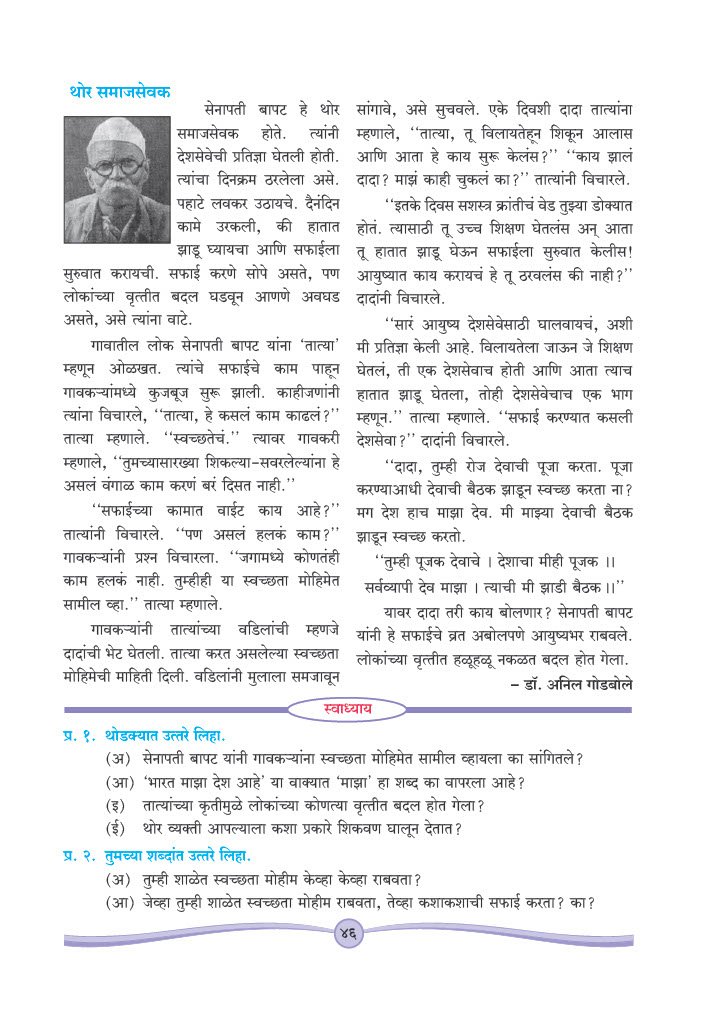 थोर समाजसेवक
सेनापती बापट हे थोर
समाजसेवक होते. त्यांनी
देशसेवेची प्रतिज्ञा घेतली होती.
त्यांचा दिनक्रम ठरलेला असे.
पहाटे लवकर उठायचे. दैनंदिन
कामे उरकली, की हातात
झाडू घ्यायचा आणि सफाईला
सुरुवात करायची. सफाई करणे सोपे असते, पण
लोकांच्या वृत्तीत बदल घडवून आणणे अवघड
असते, असे त्यांना वाटे.
गावातील लोक सेनापती बापट यांना ‘तात्या’
म्हणून ओळखत. त्यांचे सफाईचे काम पाहून
गावकऱ्यांमध्ये कुजबूज सुरू झाली. काहीजणांनी
त्यांना विचारले, ‘‘तात्या, हे कसलं काम काढलं?’’
तात्या म्हणाले. ‘‘स्वच्छतेचं.’’ त्यावर गावकरी
म्हणाले, ‘‘तुमच्यासारख्या शिकल्या-सवरलेल्यांना हे
असलं वंगाळ काम करणं बरं दिसत नाही.’’
‘‘सफाईच्या कामात वाईट काय आहे?’’
तात्यांनी विचारले. ‘‘पण असलं हलकं काम?’’
गावकऱ्यांनी प्रश्न विचारला. ‘‘जगामध्ये कोणतंही
काम हलकं नाही. तुम्हीही या स्वच्छता मोहिमेत
सामील व्हा.’’ तात्या म्हणाले.
गावकऱ्यांनी तात्यांच्या वडिलांची म्हणजे
दादांची भेट घेतली. तात्या करत असलेल्या स्वच्छता
मोहिमेची माहिती दिली. वडिलांनी मुलाला समजावून
सांगावे, असे सुचवले. एके दिवशी दादा तात्यांना
म्हणाले, ‘‘तात्या, तू विलायतेहून शिकून आलास
आणि आता हे काय सुरू केलंस?’’ ‘‘काय झालं
दादा? माझं काही चुकलं का?’’ तात्यांनी विचारले.
‘‘इतके दिवस सशस्त्र क्रांतीचं वेड तुझ्या डोक्यात
होतं. त्यासाठी तू उच्च शिक्षण घेतलंस अन् आता
तू हातात झाडू घेऊन सफाईला सुरुवात केलीस!
आयुष्यात काय करायचं हे तू ठरवलंस की नाही?’’
दादांनी विचारले.
‘‘सारं आयुष्य देशसेवेसाठी घालवायचं, अशी
मी प्रतिज्ञा केली आहे. विलायतेला जाऊन जे शिक्षण
घेतलं, ती एक देशसेवाच होती आणि आता त्याच
हातात झाडू घेतला, तोही देशसेवेचाच एक भाग
म्हणून.’’ तात्या म्हणाले. ‘‘सफाई करण्यात कसली
देशसेवा?’’ दादांनी विचारले.
‘‘दादा, तुम्ही रोज देवाची पूजा करता. पूजा
करण्याआधी देवाची बैठक झाडून स्वच्छ करता ना?
मग देश हाच माझा देव. मी माझ्या देवाची बैठक
झाडून स्वच्छ करतो.
‘‘तुम्ही पूजक देवाचे । देशाचा मीही पूजक ।।
सर्वव्यापी देव माझा । त्याची मी झाडी बैठक।।’’
यावर दादा तरी काय बोलणार? सेनापती बापट
यांनी हे सफाईचे व्रत अबोलपणे आयुष्यभर राबवले.
लोकांच्या वृत्तीत हळूहळू नकळत बदल होत गेला.
– डॉ. अनिल गोडबोले
स्वाध्याय
प्र. १. थोडक्यात उत्तरे लिहा.
(अ) सेनापती बापट यांनी गावकऱ्यांना स्वच्छता मोहिमेत सामील व्हायला का सांगितले?
(आ) ‘भारत माझा देश आहे’ या वाक्यात ‘माझा’ हा शब्द का वापरला आहे?
(इ) तात्यांच्या कृतीमुळे लोकांच्या कोणत्या वृत्तीत बदल होत गेला?
(ई) थोर व्यक्ती आपल्याला कशा प्रकारे शिकवण घालून देतात?
प्र. २. तुमच्या शब्दांत उत्तरे लिहा.
(अ) तुम्ही शाळेत स्वच्छता मोहीम केव्हा केव्हा राबवता?
(आ) जेव्हा तुम्ही शाळेत स्वच्छता मोहीम राबवता, तेव्हा कशाकशाची सफाई करता? का?
४६